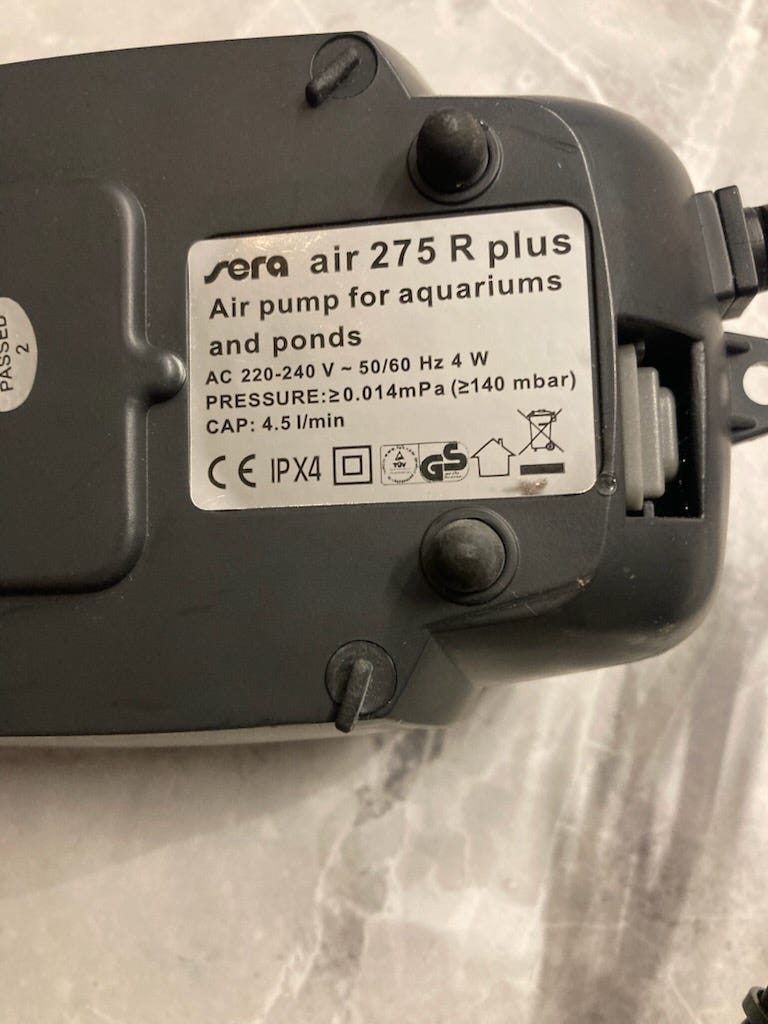 sera air 275 R plus
Air pump for aquariums
and ponds
AC 220-240 V ~ 50/60 Hz 4 W
PRESSURE:≥0.014mPa (≥140 mbar)
CAP: 4.5 l/min
CE IPX4 TÜV GS
PASSED
2